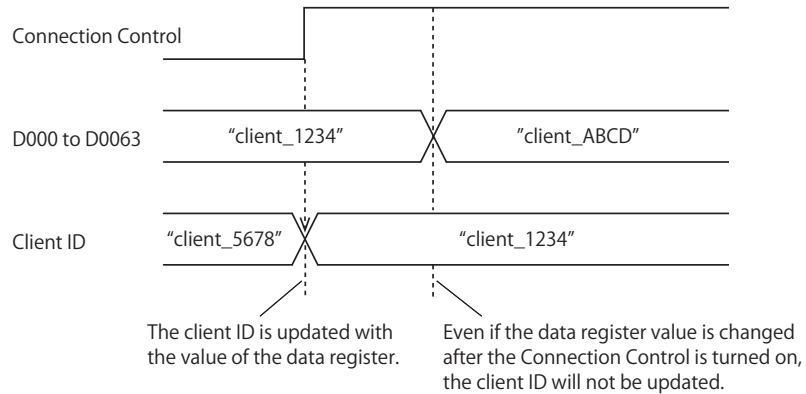 Connection Control
D000 to D0063
“client_1234”
”client_ABCD”
Client ID
“client_5678”
“client_1234”
The client ID is updated with
the value of the data register.
Even if the data register value is changed
after the Connection Control is turned on,
the client ID will not be updated.